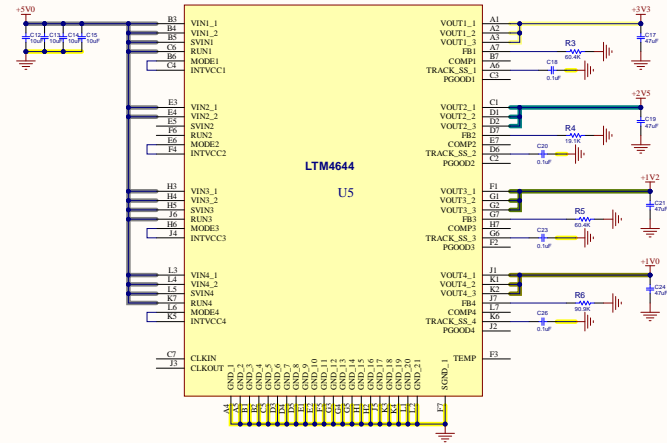 +5V0
C12 10uF
C13 10uF
C14 10uF
C15 10uF
LTM4644
U5
B3 VIN1_1
B4 VIN1_2
B5 SVIN1
C6 RUN1
B6 MODE1
C4 INTVCC1
E3 VIN2_1
E4 VIN2_2
E5 SVIN2
F6 RUN2
E6 MODE2
F4 INTVCC2
H3 VIN3_1
H4 VIN3_2
H5 SVIN3
J6 RUN3
H6 MODE3
J4 INTVCC3
L3 VIN4_1
L4 VIN4_2
L5 SVIN4
K7 RUN4
L6 MODE4
K5 INTVCC4
C7 CLKIN
J3 CLKOUT
VOUT1_1 A1
VOUT1_2 A2
VOUT1_3 A3
FB1 A7
COMP1 B7
TRACK_SS_1 A6
PGOOD1 C3
VOUT2_1 C1
VOUT2_2 D1
VOUT2_3 D2
FB2 D7
COMP2 E7
TRACK_SS_2 D6
PGOOD2 C2
VOUT3_1 F1
VOUT3_2 G1
VOUT3_3 G2
FB3 G7
COMP3 H7
TRACK_SS_3 G6
PGOOD3 F2
VOUT4_1 J1
VOUT4_2 K1
VOUT4_3 K2
FB4 J7
COMP4 L7
TRACK_SS_4 K6
PGOOD4 J2
TEMP F3
+3V3
C17
47uF
R3
60.4K
C18
0.1uF
+2V5
C19
47uF
R4
19.1K
C20
0.1uF
+1V2
C21
47uF
R5
60.4K
C23
0.1uF
+1V0
C24
47uF
R6
90.9K
C26
0.1uF
GND_1 A4
GND_2 A5
GND_3 B1
GND_4 B2
GND_5 C5
GND_6 D3
GND_7 D4
GND_8 D5
GND_9 E1
GND_10 E2
GND_11 F5
GND_12 G3
GND_13 G4
GND_14 G5
GND_15 H1
GND_16 H2
GND_17 J5
GND_18 K3
GND_19 K4
GND_20 L1
GND_21 L2
SGND_1 F7